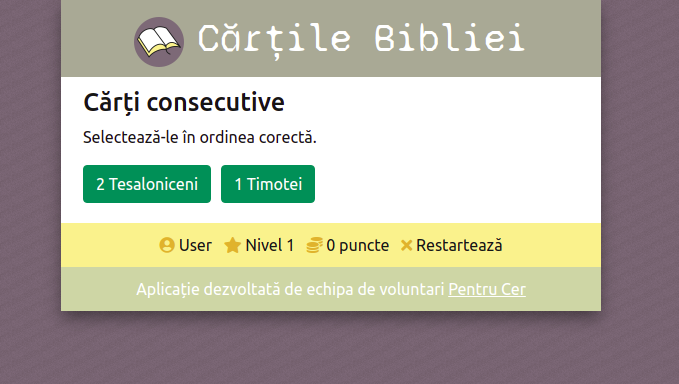 Cărțile Bibliei
Cărți consecutive
Selectează-le în ordinea corectă.
2 Tesaloniceni 1 Timotei
User Nivel 1 0 puncte Restartează
Aplicație dezvoltată de echipa de voluntari Pentru Cer